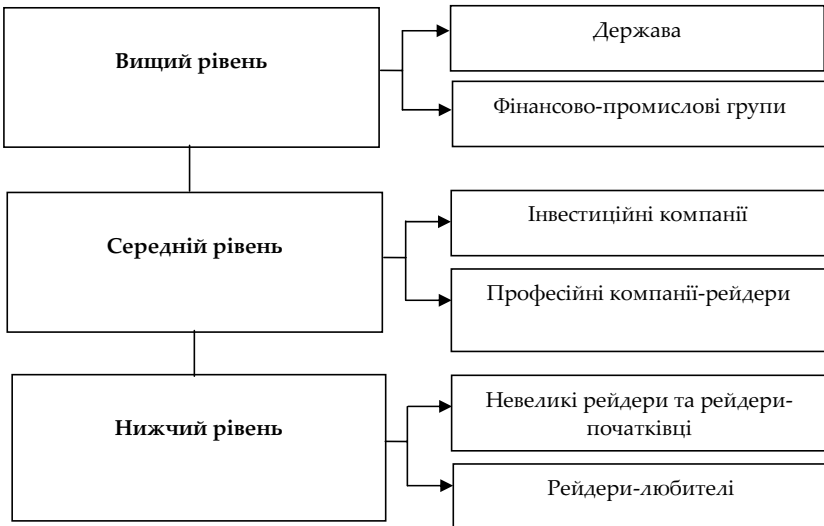 Вищий рівень
Держава
Фінансово-промислові групи
Середній рівень
Інвестиційні компанії
Професійні компанії-рейдери
Нижчий рівень
Невеликі рейдери та рейдери-
початківці
Рейдери-любителі